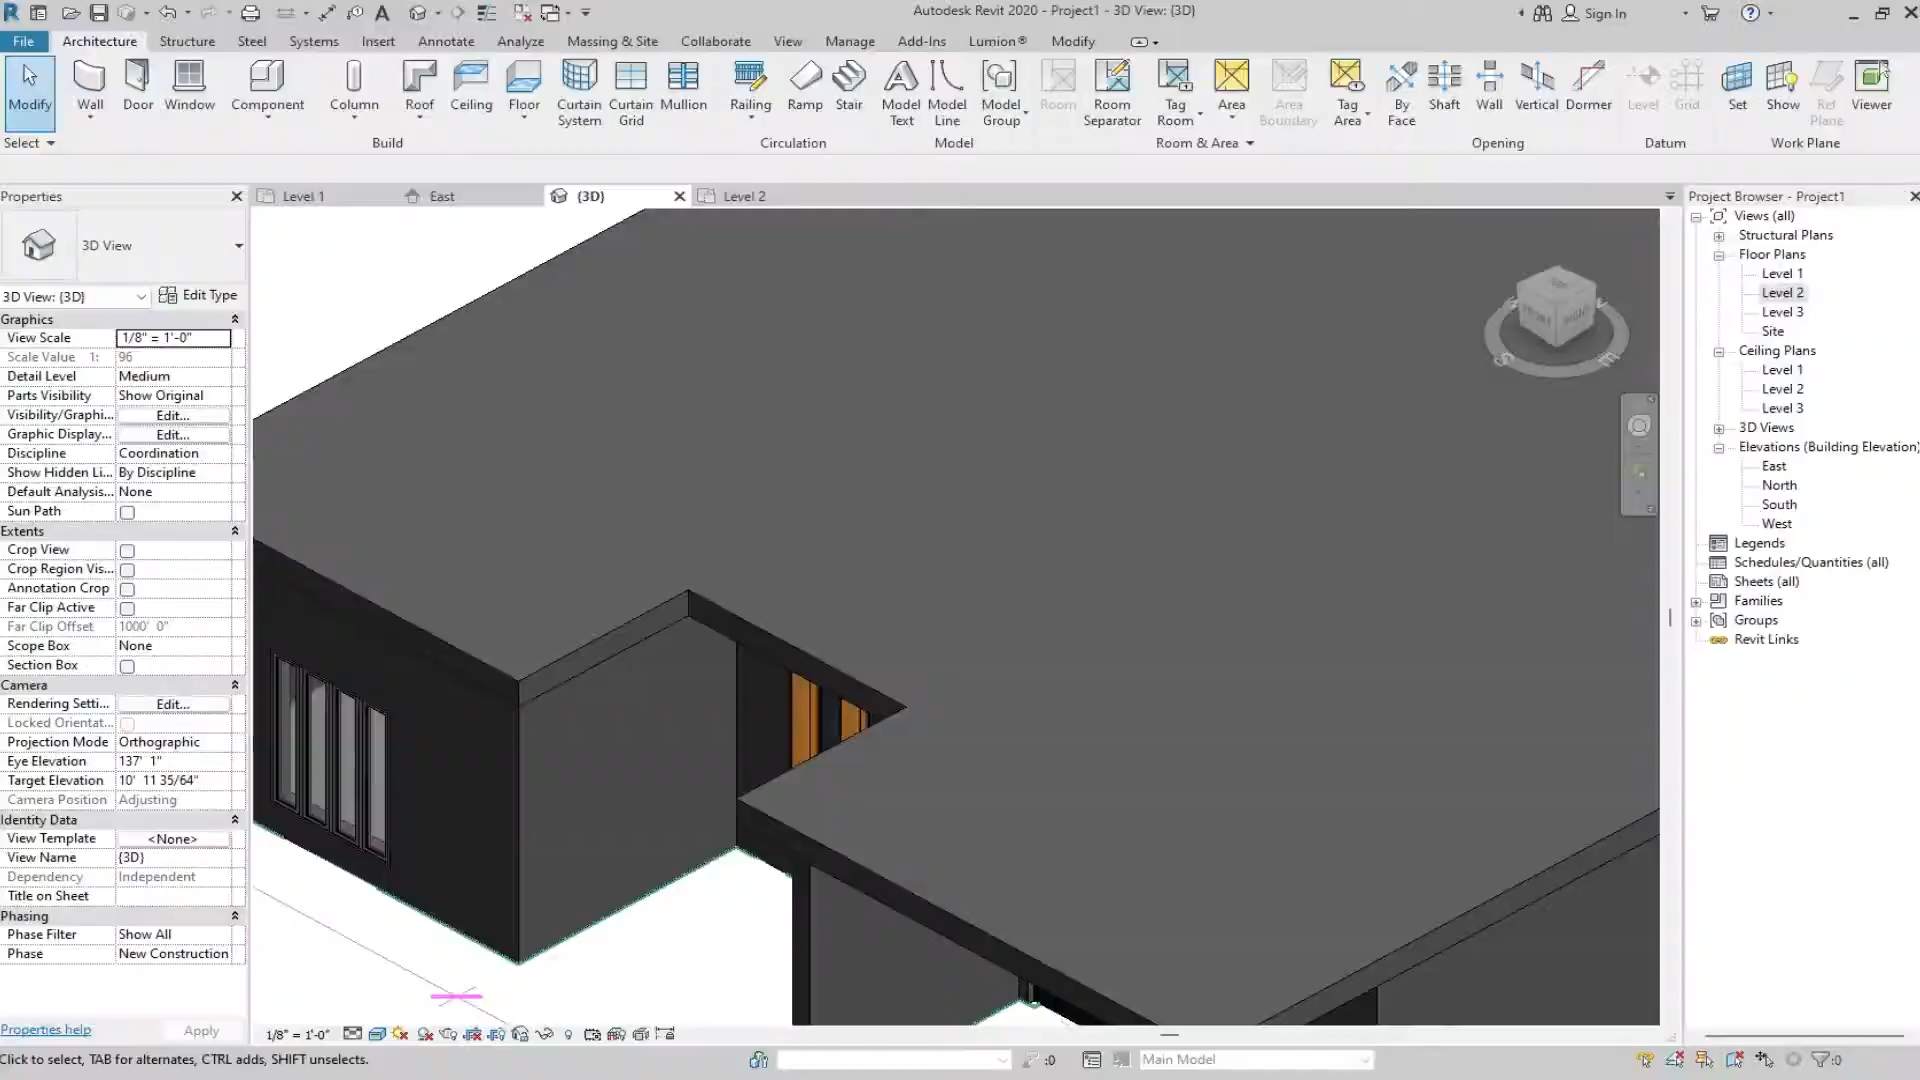 Autodesk Revit 2020 - Project1 - 3D View: {3D}
Sign In
File Architecture Structure Steel Systems Insert Annotate Analyze Massing & Site Collaborate View Manage Add-Ins Lumion® Modify
Modify Wall Door Window Component Column Roof Ceiling Floor Curtain System Curtain Grid Mullion Railing Ramp Stair Model Text Model Line Model Group Room Room Separator Tag Room Area Area Boundary Tag Area By Face Shaft Wall Vertical Dormer Level Grid Set Show Ref Plane Viewer
Select Build Circulation Model Room & Area Opening Datum Work Plane
Properties
Level 1 East {3D} Level 2
3D View
3D View: {3D} Edit Type
Graphics
View Scale 1/8" = 1'-0"
Scale Value 1: 96
Detail Level Medium
Parts Visibility Show Original
Visibility/Graphi... Edit...
Graphic Display... Edit...
Discipline Coordination
Show Hidden Li... By Discipline
Default Analysis... None
Sun Path
Extents
Crop View
Crop Region Vis...
Annotation Crop
Far Clip Active
Far Clip Offset 1000' 0"
Scope Box None
Section Box
Camera
Rendering Setti... Edit...
Locked Orientat...
Projection Mode Orthographic
Eye Elevation 137' 1"
Target Elevation 10' 11 35/64"
Camera Position Adjusting
Identity Data
View Template <None>
View Name {3D}
Dependency Independent
Title on Sheet
Phasing
Phase Filter Show All
Phase New Construction
Properties help Apply
FRONT RIGHT
S E
1/8" = 1'-0"
Project Browser - Project1
Views (all)
Structural Plans
Floor Plans
Level 1
Level 2
Level 3
Site
Ceiling Plans
Level 1
Level 2
Level 3
3D Views
Elevations (Building Elevation)
East
North
South
West
Legends
Schedules/Quantities (all)
Sheets (all)
Families
Groups
Revit Links
Click to select, TAB for alternates, CTRL adds, SHIFT unselects.
:0 Main Model :0